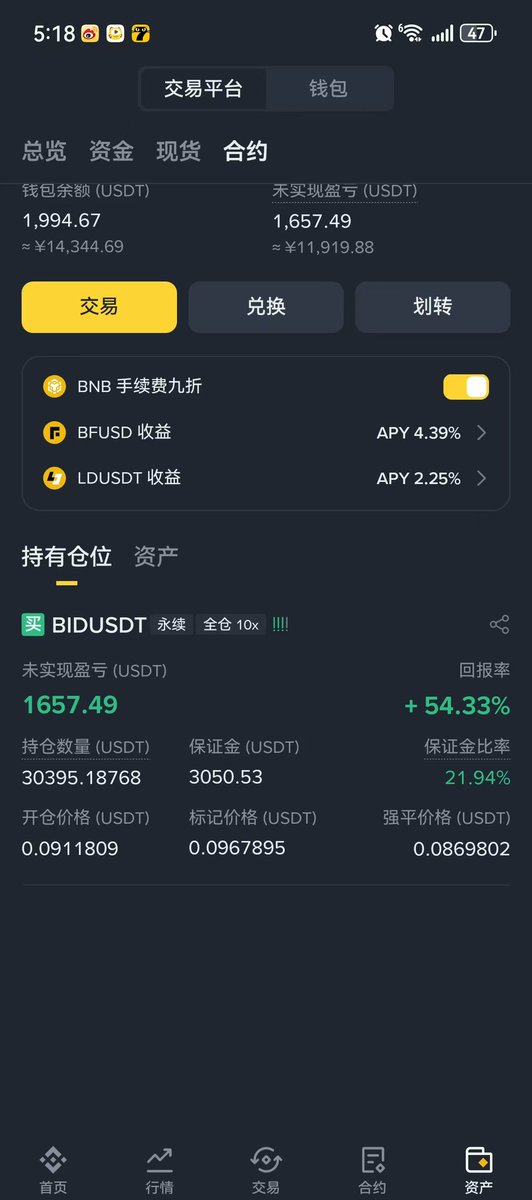 5:18
6
47
交易平台 钱包
总览 资金 现货 合约
钱包余额 (USDT) 未实现盈亏 (USDT)
1,994.67 1,657.49
≈ ¥14,344.69 ≈ ¥11,919.88
交易 兑换 划转
BNB 手续费九折
BFUSD 收益 APY 4.39%
LDUSDT 收益 APY 2.25%
持有仓位 资产
买 BIDUSDT 永续 全仓 10x !!!!
未实现盈亏 (USDT) 回报率
1657.49 + 54.33%
持仓数量 (USDT) 保证金 (USDT) 保证金比率
30395.18768 3050.53 21.94%
开仓价格 (USDT) 标记价格 (USDT) 强平价格 (USDT)
0.0911809 0.0967895 0.0869802
首页 行情 交易 合约 资产